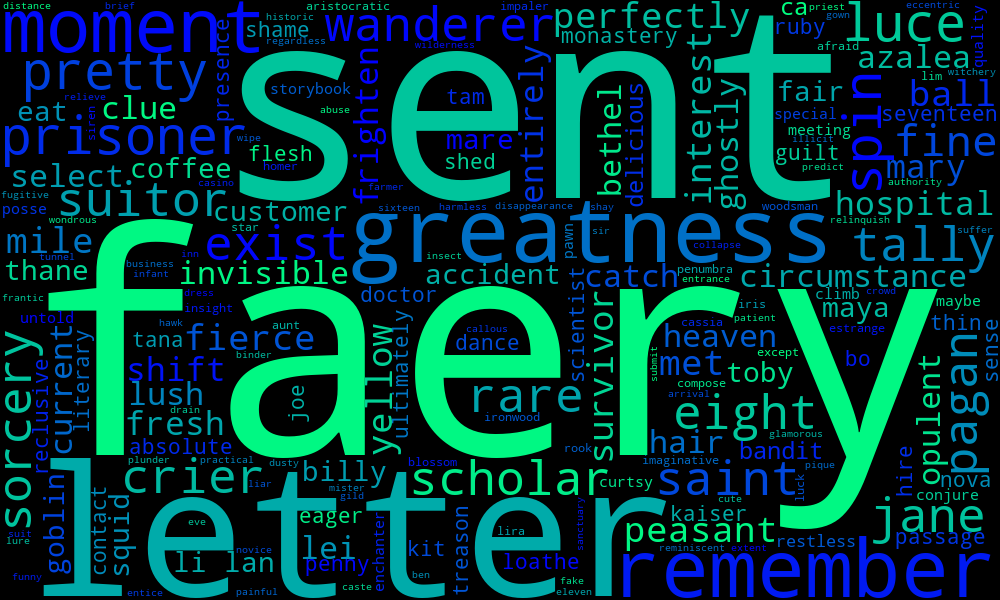 distance
brief
aristocratic
impaler
priest
gown
eccentric
moment
historic
shame
regardless
wanderer
wilderness
perfectly
monastery
ca
ruby
afraid
luce
azalea
quality
witchery
lim
pretty
presence
storybook
abuse
frighten
tam
entirely
delicious
bethel
interest
ghostly
fair
special
meeting
illicit
predict
guilt
spin
ball
seventeen
fine
mary
authority
relieve
siren
eat
clue
prisoner
wipe
flesh
homer
mare
shed
sent
select
coffee
casino
farmer
fugitive
posse
wondrous
suitor
customer
star
sixteen
harmless
disappearance
shay
sir
woodsman
relinquish
hospital
suffer
mile
tunnel
business
infant
inn
exist
greatness
pawn
collapse
tally
thane
invisible
insect
accident
catch
penumbra
entrance
circumstance
crowd
climb
frantic
untold
dress
insight
doctor
scientist
iris
patient
maya
maybe
estrange
thin
sense
hawk
aunt
callous
cassia
heaven
tana
fierce
binder
dance
survivor
met
submit
except
bo
faery
sorcery
reclusive
current
literary
shift
lush
drain
joe
yellow
ultimately
rare
ironwood
toby
compose
arrival
eight
glamorous
opulent
pagan
fresh
absolute
rook
hair
imaginative
bandit
pique
luck
hire
nova
plunder
practical
dusty
blossom
crier
liar
billy
mister
gild
scholar
curtsy
saint
cute
conjure
kaiser
jane
lure
suit
goblin
contact
squid
eve
eager
lira
sanctuary
peasant
reminiscent
extent
restless
passage
letter
li
lan
novice
lei
penny
enchanter
kit
treason
loathe
remember
funny
entice
painful
caste
ben
fake
eleven